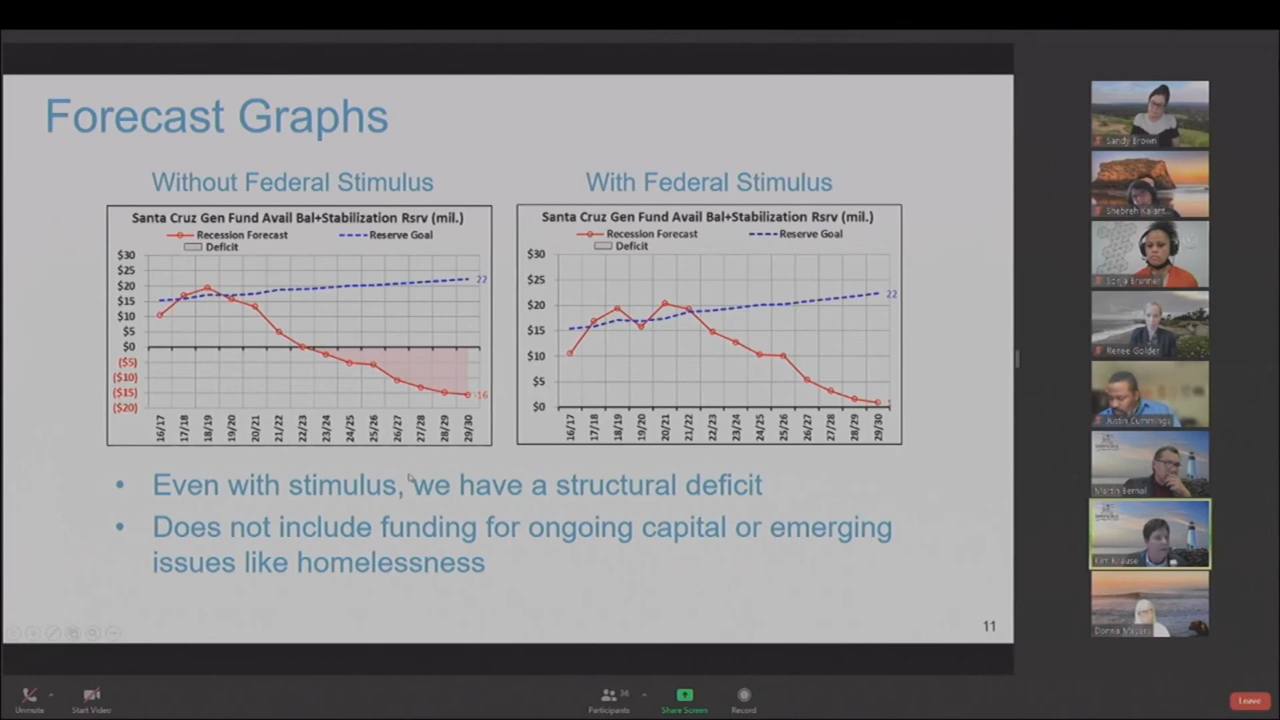 Forecast Graphs
Without Federal Stimulus
Santa Cruz Gen Fund Avail Bal+Stabilization Rsrv (mil.)
Recession Forecast
Reserve Goal
Deficit
$30
$25
$20
$15
$10
$5
$0
($5)
($10)
($15)
($20)
22
-16
16/17
17/18
18/19
19/20
20/21
21/22
22/23
23/24
24/25
25/26
26/27
27/28
28/29
29/30
With Federal Stimulus
Santa Cruz Gen Fund Avail Bal+Stabilization Rsrv (mil.)
Recession Forecast
Reserve Goal
Deficit
$30
$25
$20
$15
$10
$5
$0
22
1
16/17
17/18
18/19
19/20
20/21
21/22
22/23
23/24
24/25
25/26
26/27
27/28
28/29
29/30
• Even with stimulus, we have a structural deficit
• Does not include funding for ongoing capital or emerging
issues like homelessness
11
Sandy Brown
Shebreh Kalant...
Sonja Brunner
Renee Golder
Justin Cummings
Martin Bernal
Kim Krause
Donna Meyers
Unmute
Start Video
36
Participants
Share Screen
Record
Leave